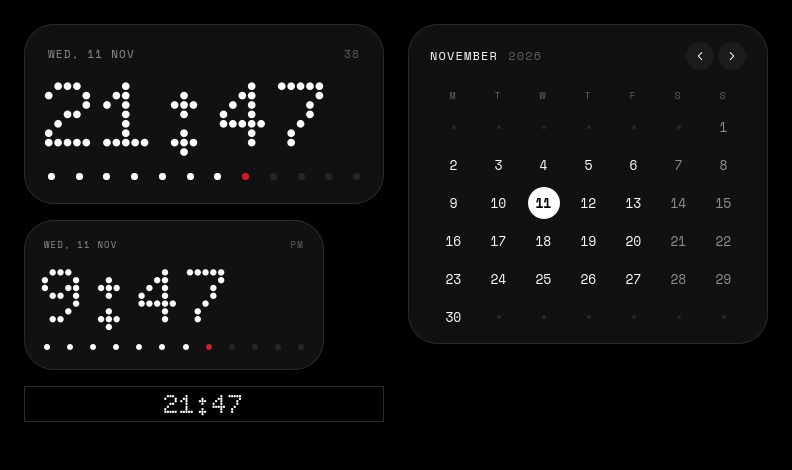 WED, 11 NOV 38
21:47
WED, 11 NOV PM
9:47
21:47
NOVEMBER 2026
M T W T F S S
1
2 3 4 5 6 7 8
9 10 11 12 13 14 15
16 17 18 19 20 21 22
23 24 25 26 27 28 29
30